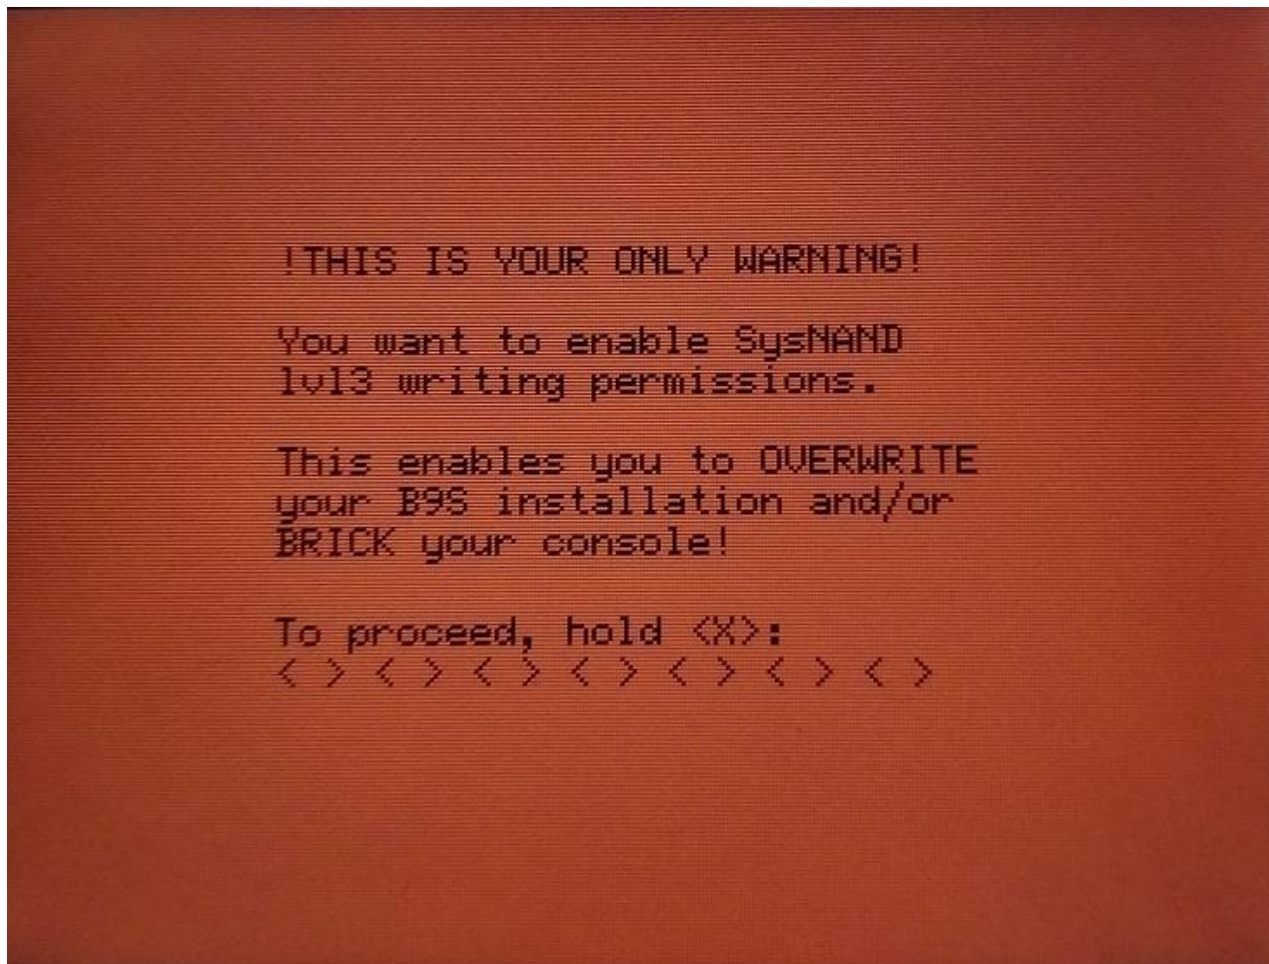 !THIS IS YOUR ONLY WARNING!
You want to enable SysNAND
lvl3 writing permissions.
This enables you to OVERWRITE
your B9S installation and/or
BRICK your console!
To proceed, hold <X>:
< > < > < > < > < > < > < >